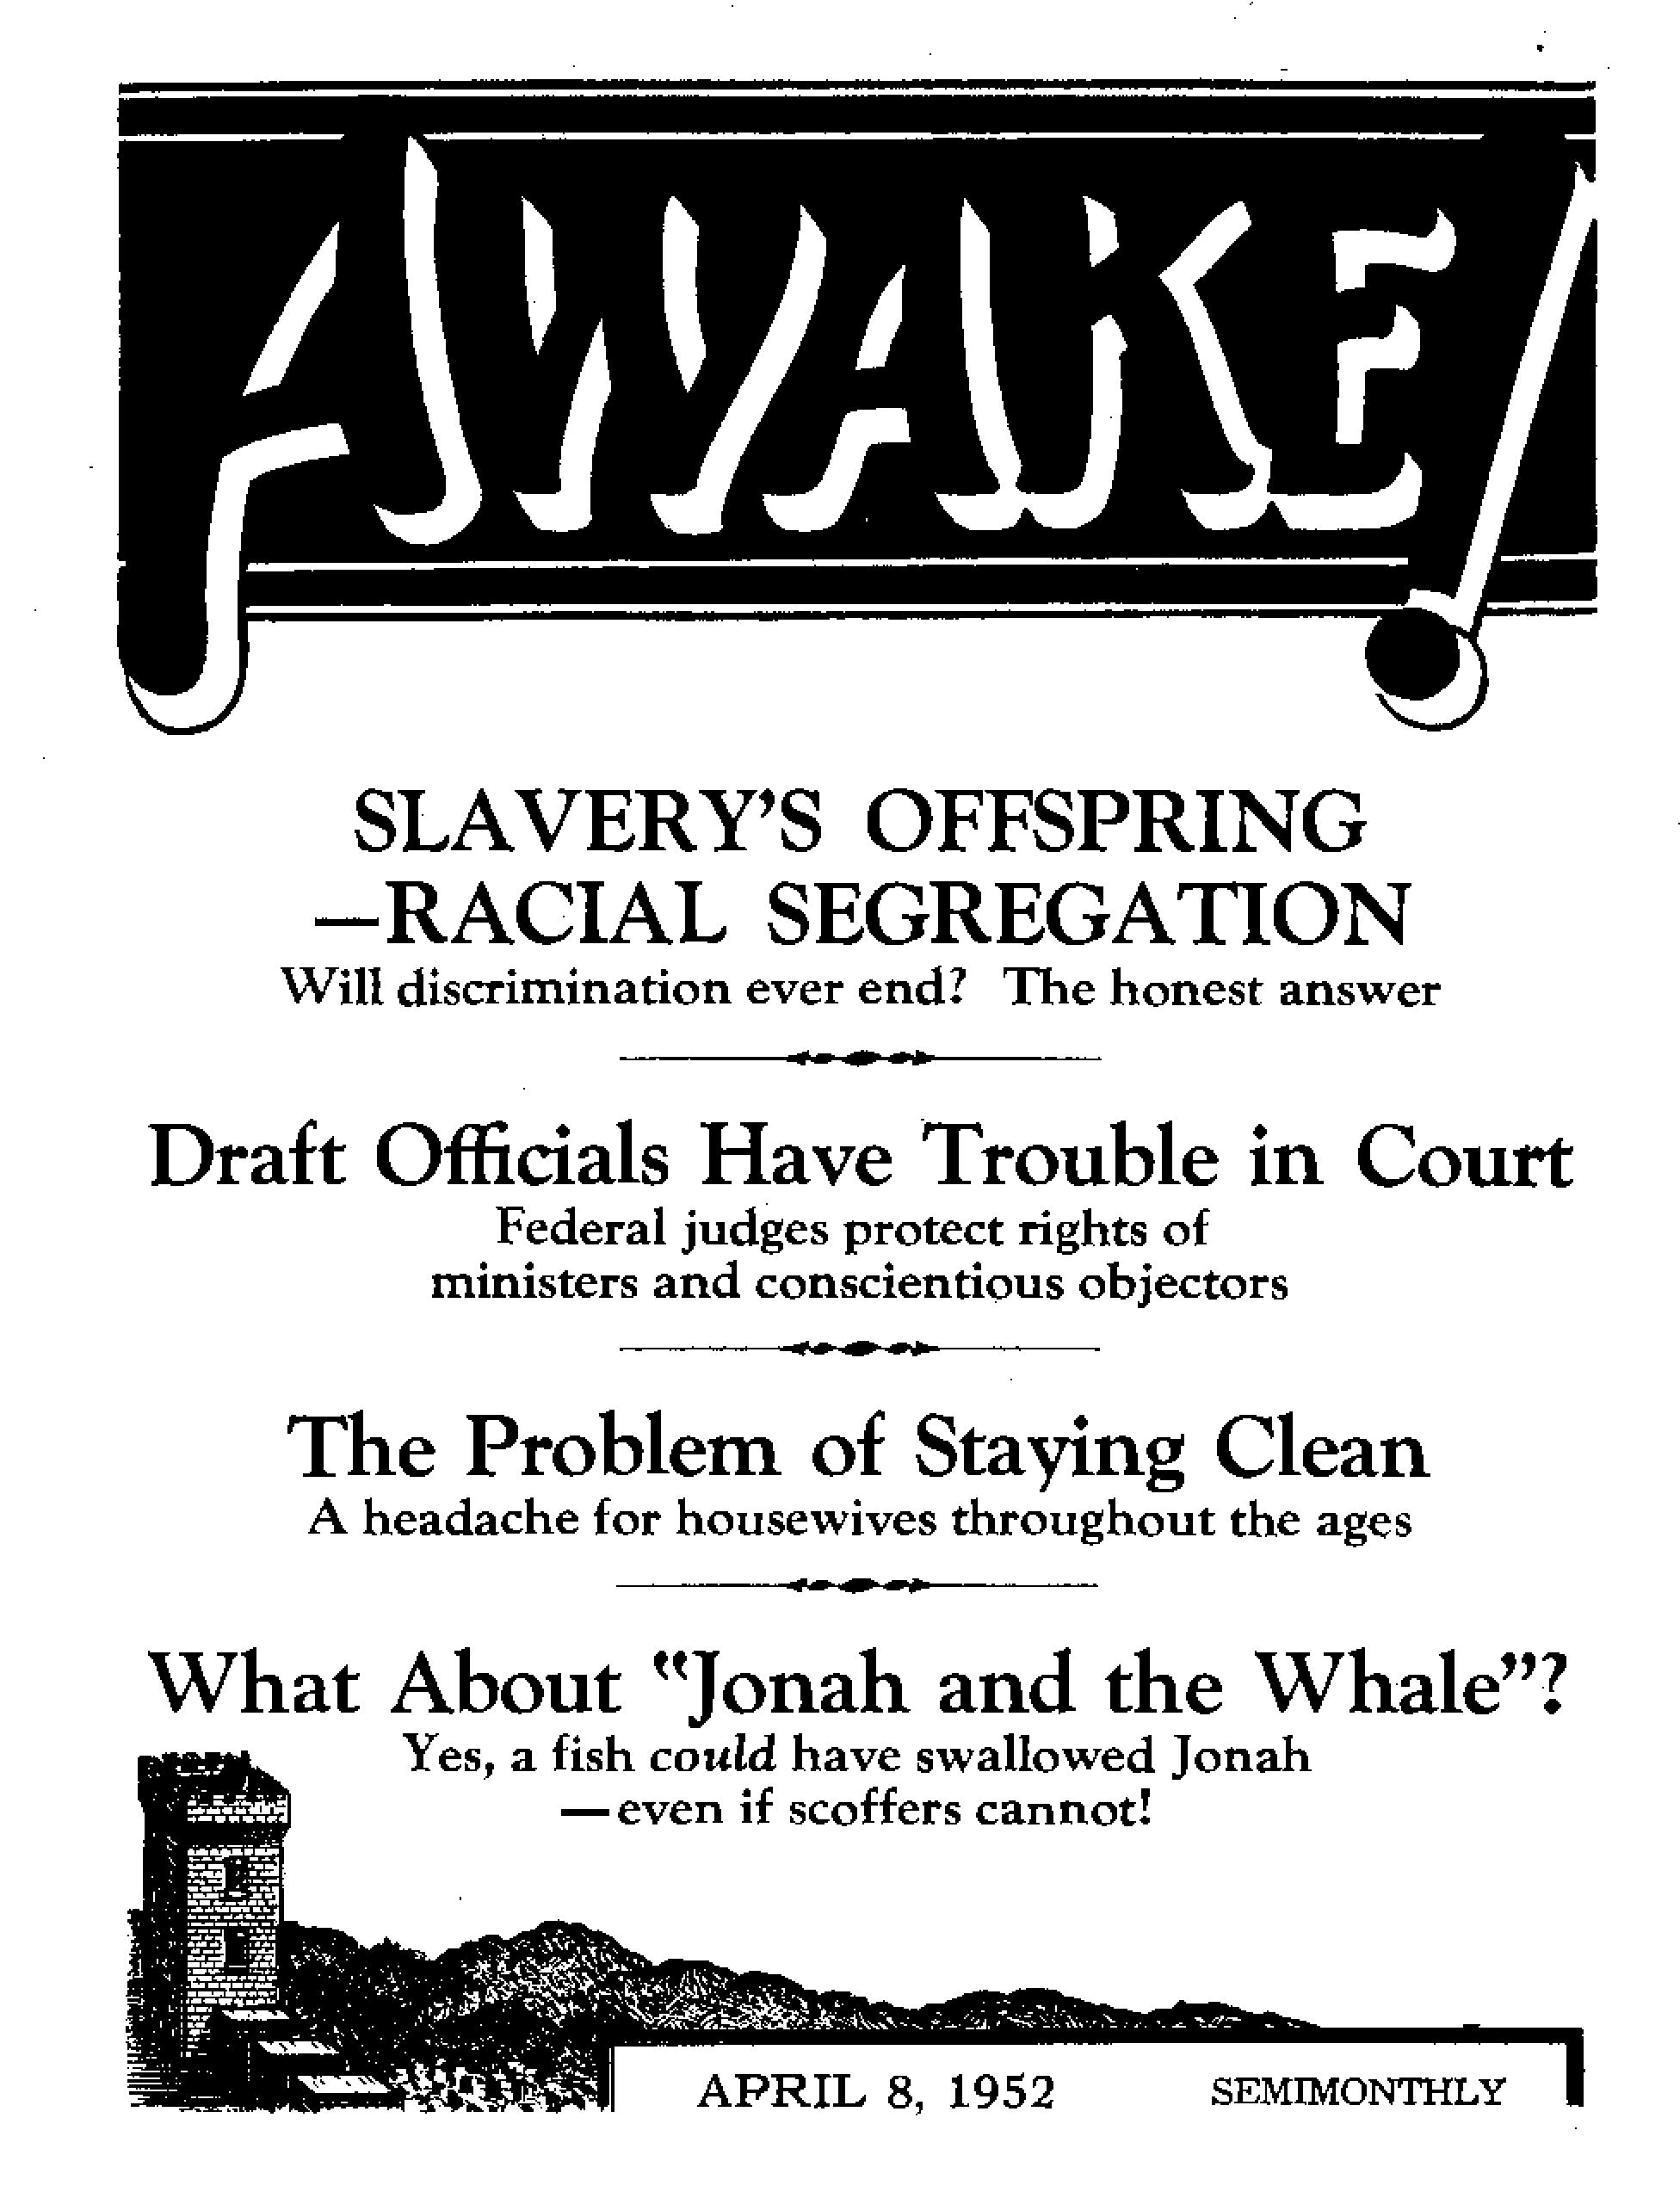 AWAKE!
SLAVERY'S OFFSPRING
—RACIAL SEGREGATION
Will discrimination ever end? The honest answer
Draft Officials Have Trouble in Court
Federal judges protect rights of
ministers and conscientious objectors
The Problem of Staying Clean
A headache for housewives throughout the ages
What About "Jonah and the Whale"?
Yes, a fish could have swallowed Jonah
—even if scoffers cannot!
APRIL 8, 1952 SEMIMONTHLY